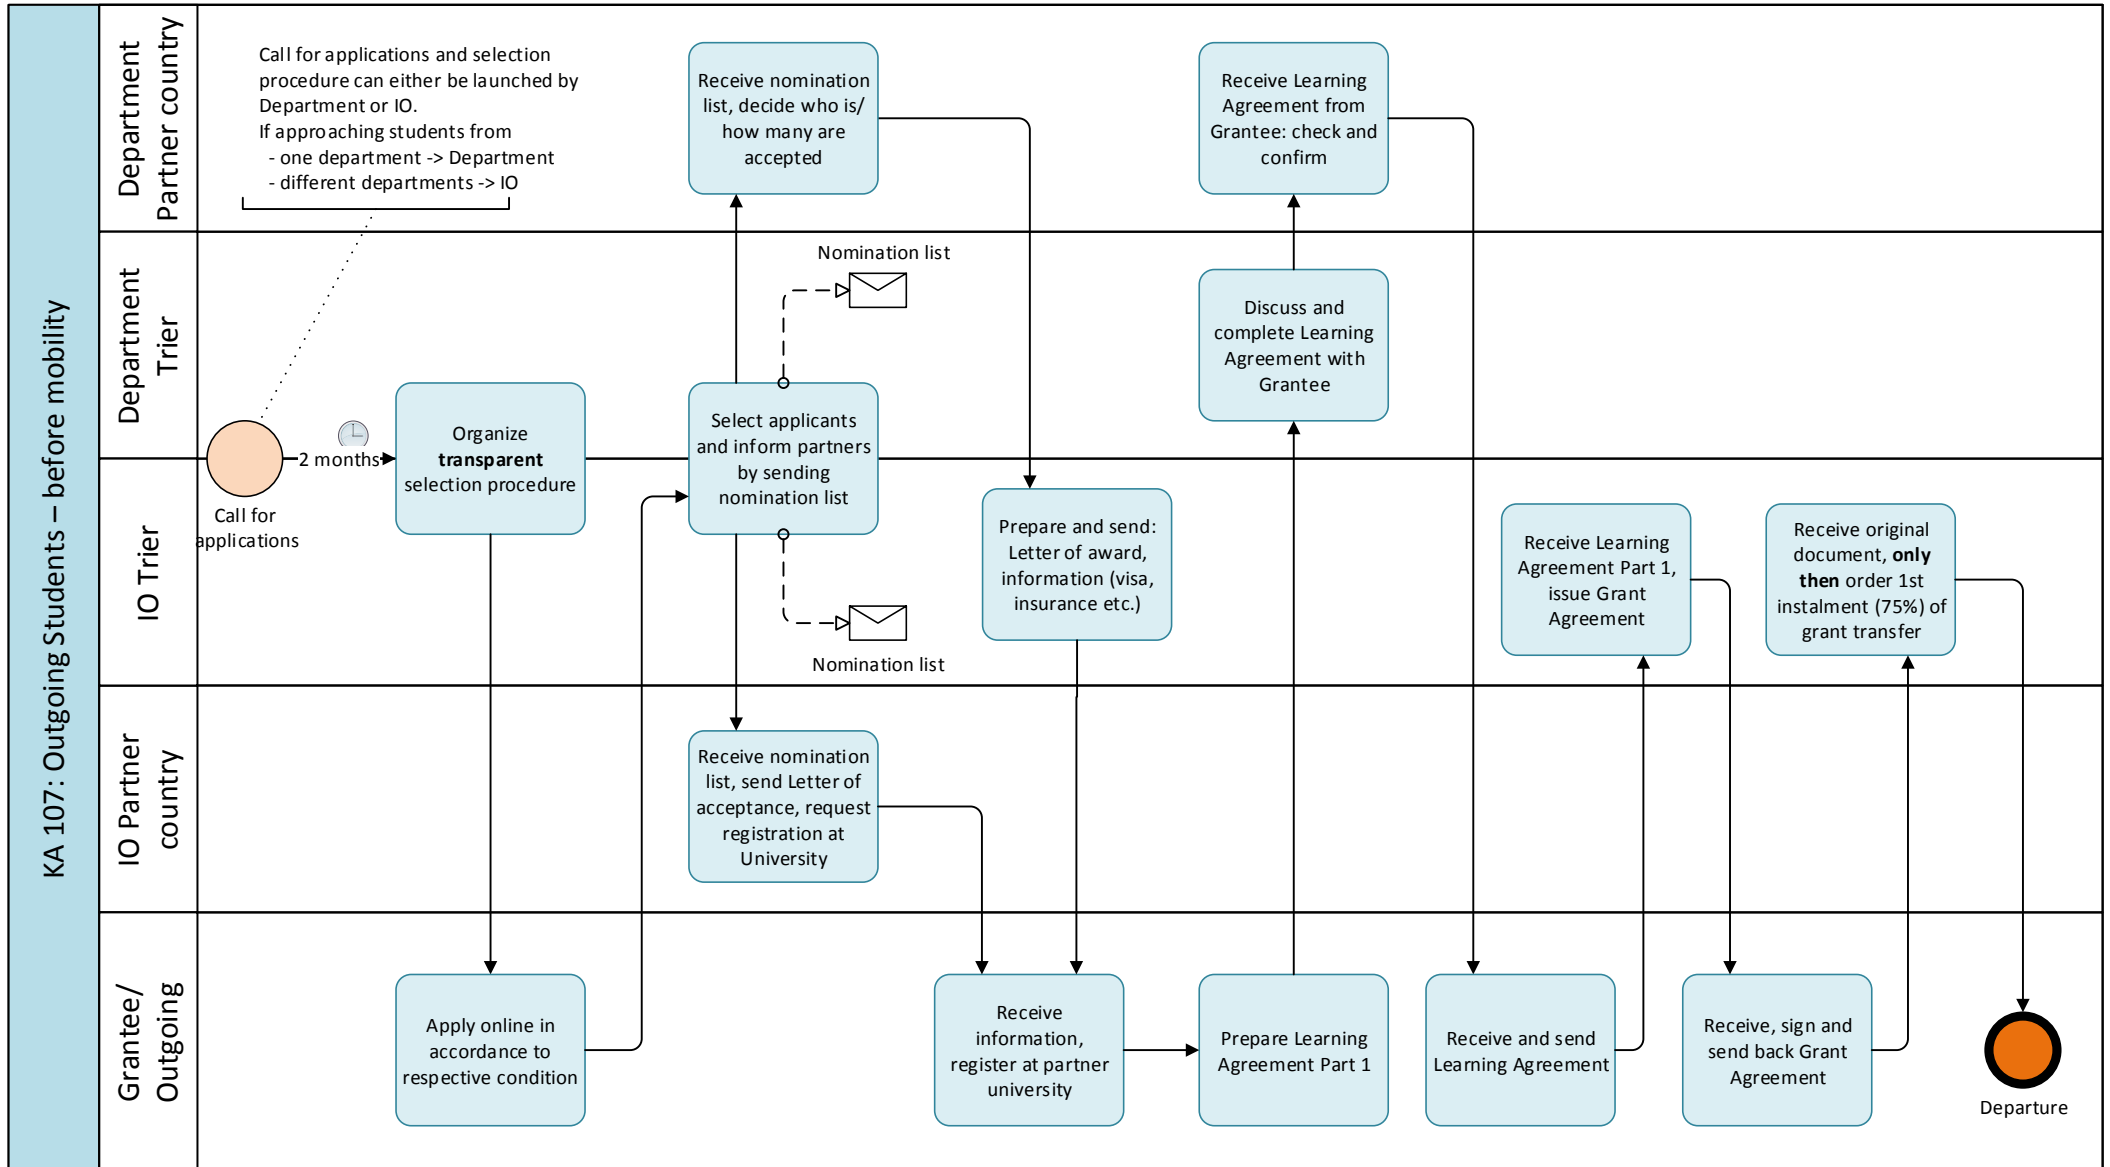 KA 107: Outgoing Students – before mobility
Department
Partner country
Call for applications and selection
procedure can either be launched by
Department or IO.
If approaching students from
- one department -> Department
- different departments -> IO
Receive nomination
list, decide who is/
how many are
accepted
Receive Learning
Agreement from
Grantee: check and
confirm
Department
Trier
Nomination list
Discuss and
complete Learning
Agreement with
Grantee
2 months
Call for
applications
Organize
transparent
selection procedure
Select applicants
and inform partners
by sending
nomination list
IO Trier
Nomination list
Prepare and send:
Letter of award,
information (visa,
insurance etc.)
Receive Learning
Agreement Part 1,
issue Grant
Agreement
Receive original
document, only
then order 1st
instalment (75%) of
grant transfer
IO Partner
country
Receive nomination
list, send Letter of
acceptance, request
registration at
University
Grantee/
Outgoing
Apply online in
accordance to
respective condition
Receive
information,
register at partner
university
Prepare Learning
Agreement Part 1
Receive and send
Learning Agreement
Receive, sign and
send back Grant
Agreement
Departure